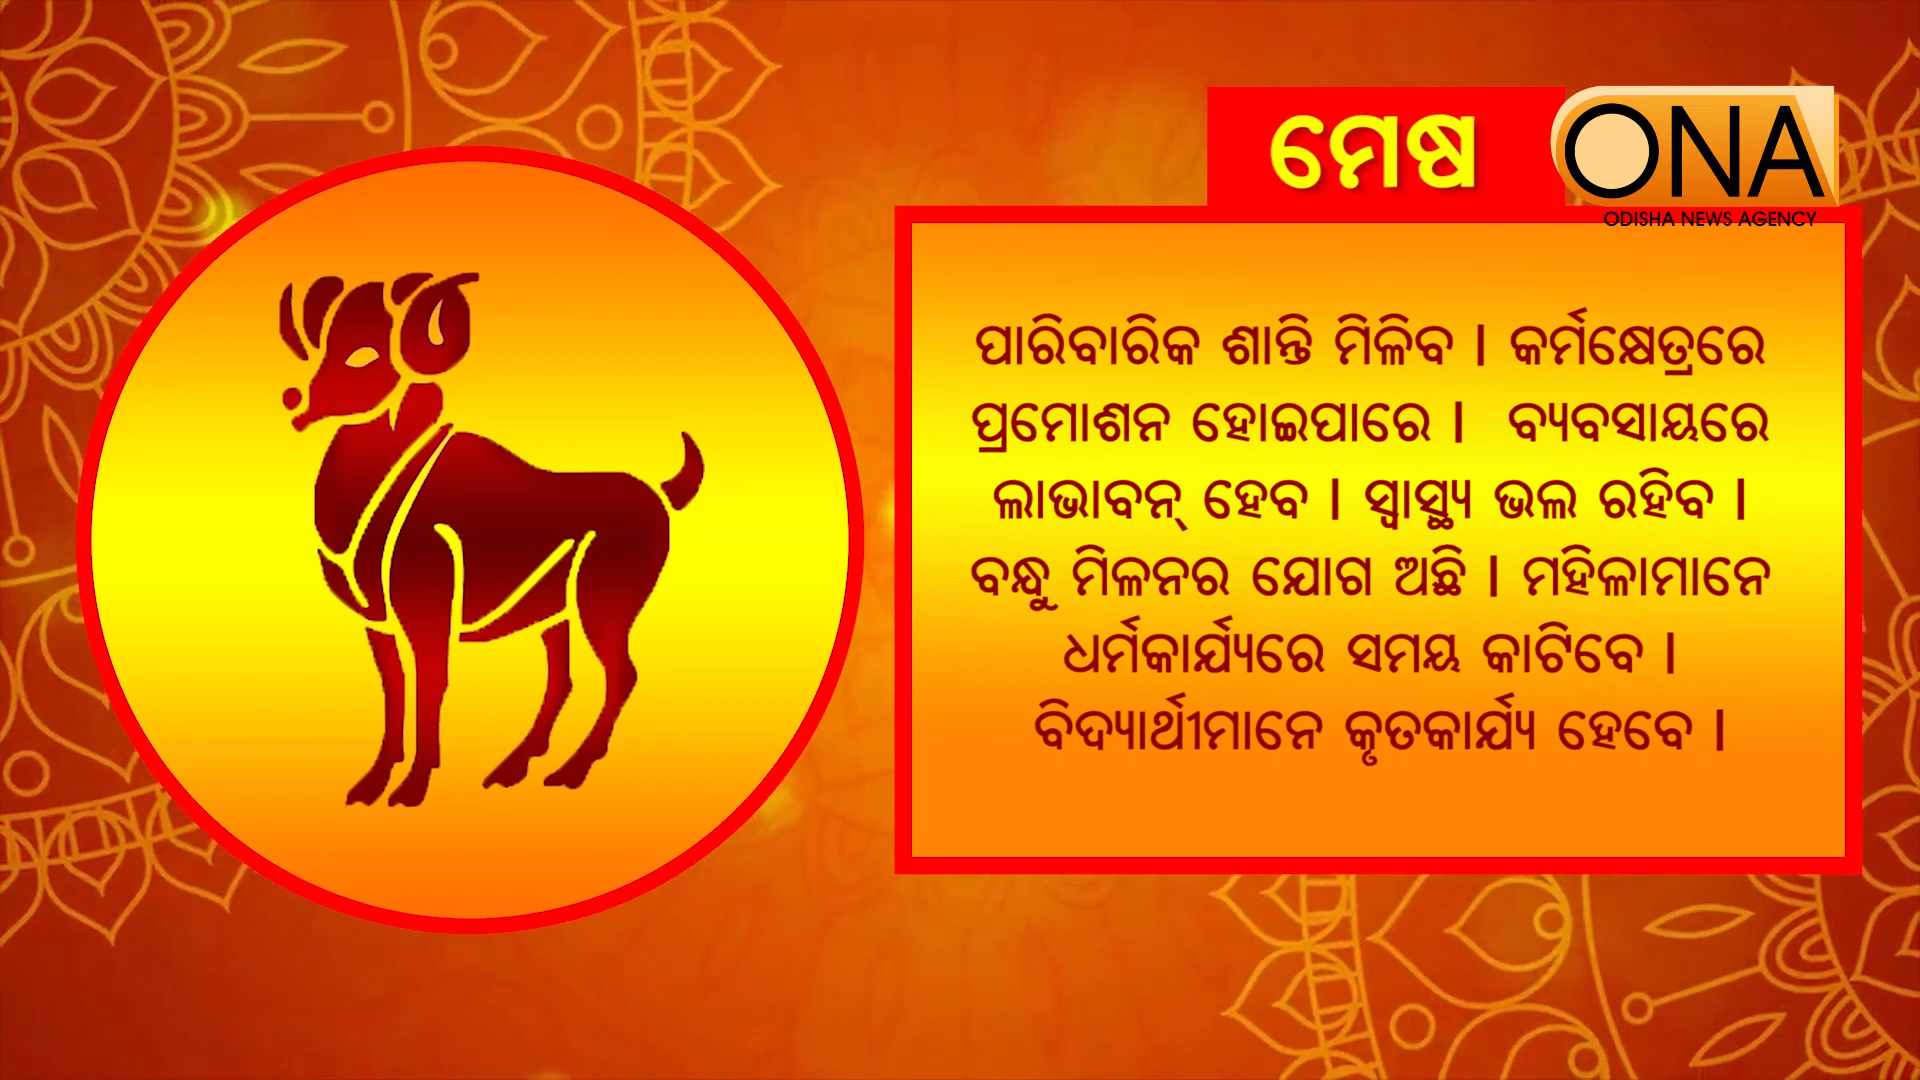 ମେଷ
ONA
ODISHA NEWS AGENCY
ପାରିବାରିକ ଶାନ୍ତି ମିଳିବ । କର୍ମକ୍ଷେତ୍ରରେ
ପ୍ରମୋଶନ ହୋଇପାରେ । ବ୍ୟବସାୟରେ
ଲାଭାବନ୍ ହେବ । ସ୍ୱାସ୍ଥ୍ୟ ଭଲ ରହିବ ।
ବନ୍ଧୁ ମିଳନର ଯୋଗ ଅଛି । ମହିଳାମାନେ
ଧର୍ମକାର୍ଯ୍ୟରେ ସମୟ କାଟିବେ ।
ବିଦ୍ୟାର୍ଥୀମାନେ କୃତକାର୍ଯ୍ୟ ହେବେ ।